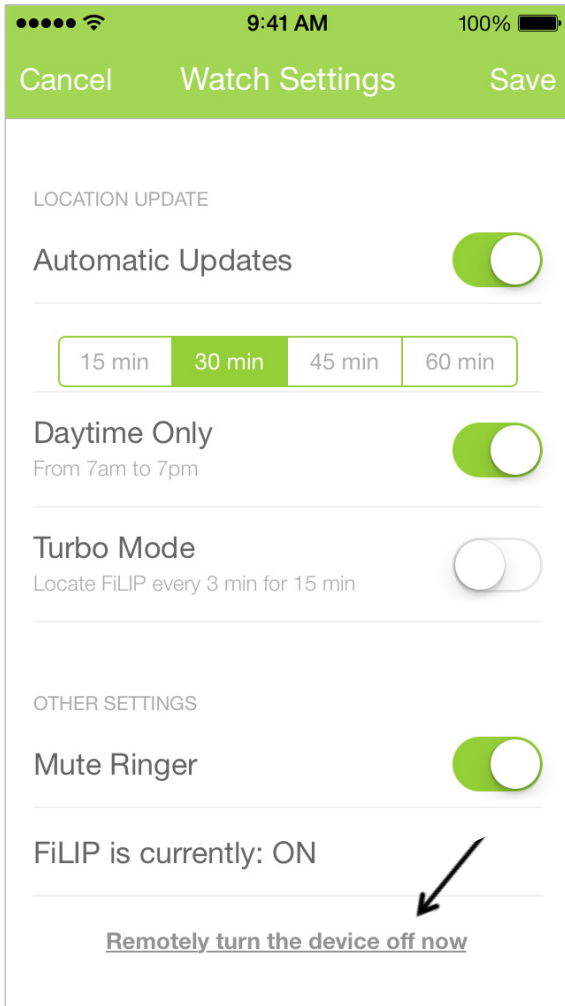 9:41 AM
100%
Cancel
Watch Settings
Save
LOCATION UPDATE
Automatic Updates
15 min
30 min
45 min
60 min
Daytime Only
From 7am to 7pm
Turbo Mode
Locate FiLIP every 3 min for 15 min
OTHER SETTINGS
Mute Ringer
FiLIP is currently: ON
Remotely turn the device off now